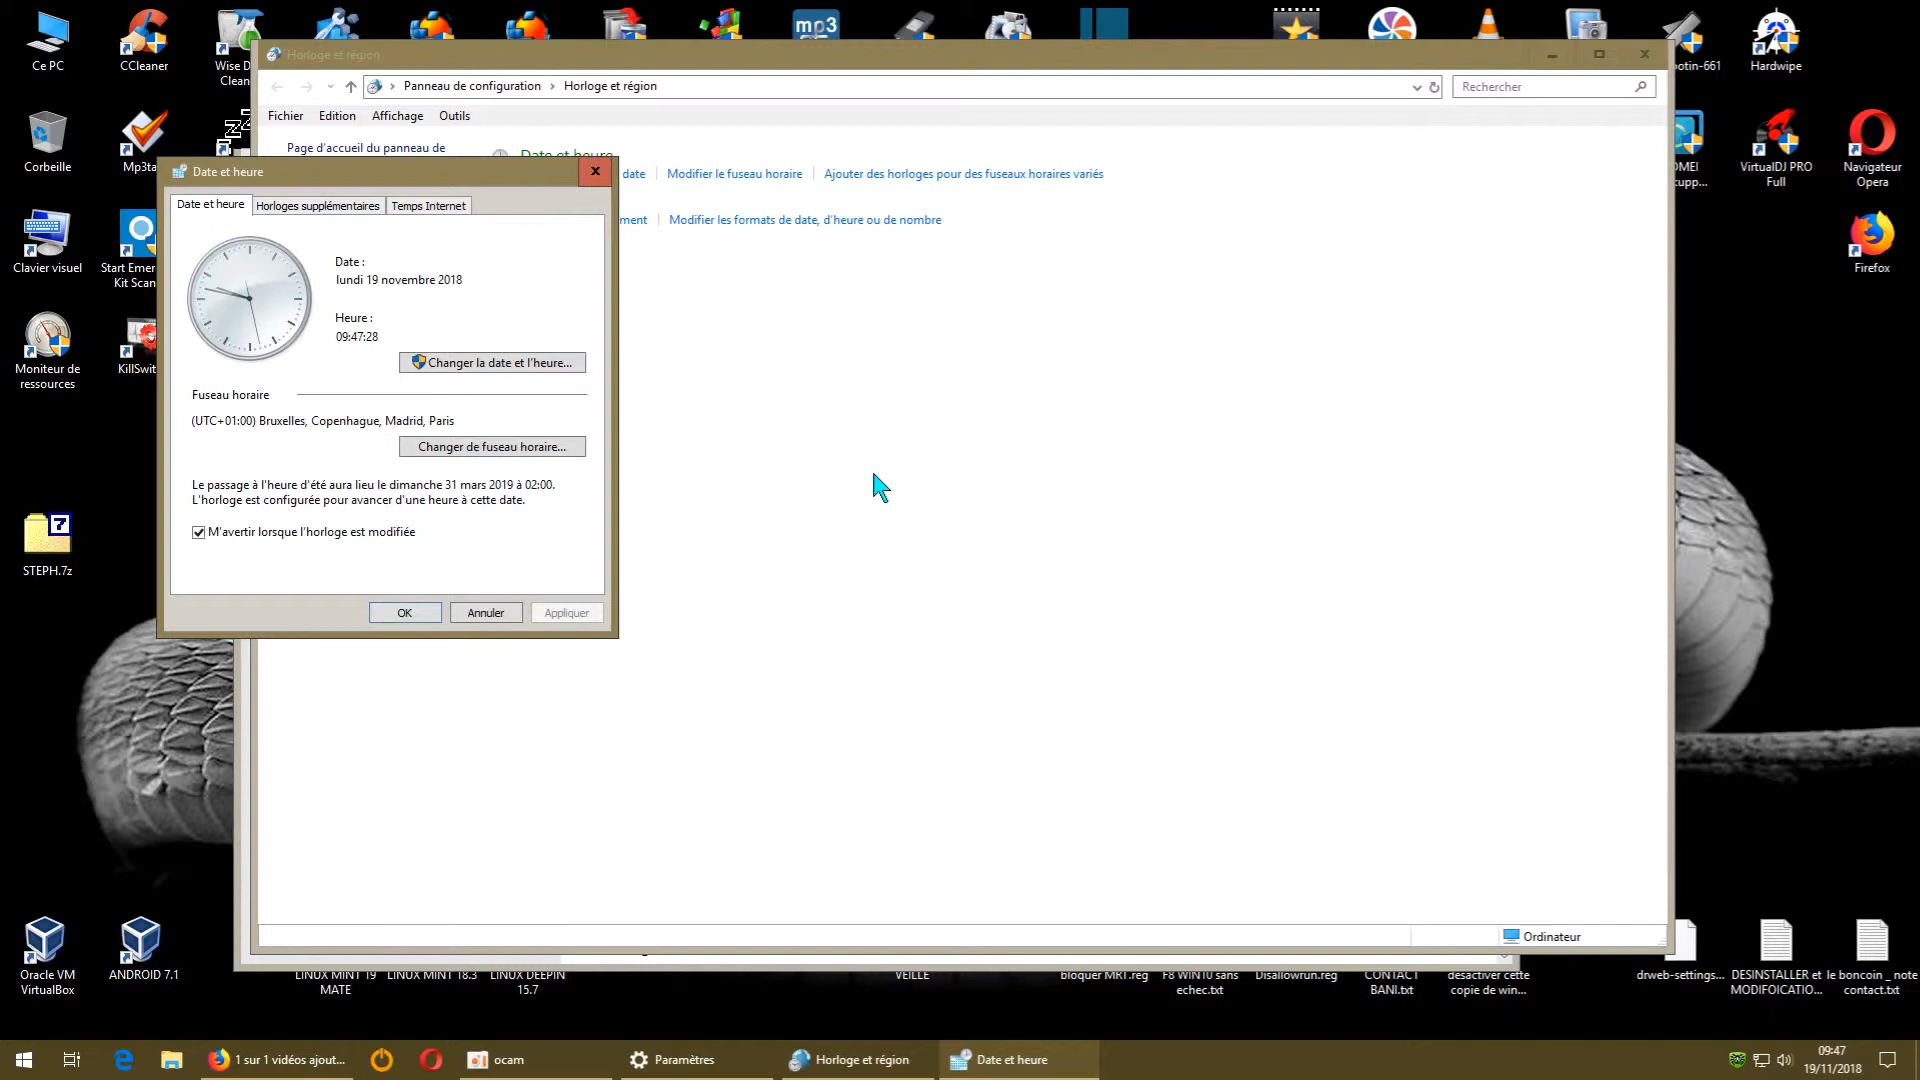 Ce PC
CCleaner
Wise D
Clean
mp3
otin-661
Hardwipe
Horloge et région
Panneau de configuration
Horloge et région
Rechercher
Fichier
Edition
Affichage
Outils
Page d'accueil du panneau de
Date et heure
date
Modifier le fuseau horaire
Ajouter des horloges pour des fuseaux horaires variés
ment
Modifier les formats de date, d'heure ou de nombre
Corbeille
Mp3ta
OMEI
cupp...
VirtualDJ PRO
Full
Navigateur
Opera
Date et heure
Date et heure
Horloges supplémentaires
Temps Internet
Date :
lundi 19 novembre 2018
Heure :
09:47:28
Changer la date et l'heure...
Fuseau horaire
(UTC+01:00) Bruxelles, Copenhague, Madrid, Paris
Changer de fuseau horaire...
Le passage à l'heure d'été aura lieu le dimanche 31 mars 2019 à 02:00.
L'horloge est configurée pour avancer d'une heure à cette date.
M'avertir lorsque l'horloge est modifiée
OK
Annuler
Appliquer
Clavier visuel
Start Emer
Kit Scan
Firefox
Moniteur de
ressources
KillSwit
7
STEPH.7z
Ordinateur
Oracle VM
VirtualBox
ANDROID 7.1
LINUX MINT 19
MATE
LINUX MINT 18.3
LINUX DEEPIN
15.7
VEILLE
bloquer MRT.reg
F8 WIN10 sans
echec.txt
Disallowrun.reg
CONTACT
BANI.txt
desactiver cette
copie de win...
drweb-settings...
DESINSTALLER et
MODIFOICATIO...
le boncoin _ note
contact.txt
1 sur 1 vidéos ajout...
ocam
Paramètres
Horloge et région
Date et heure
09:47
19/11/2018